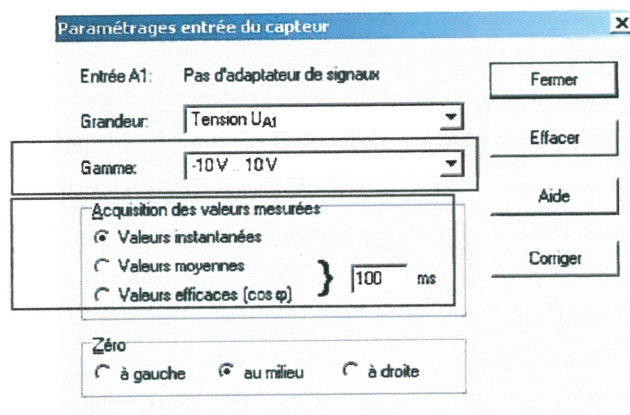 Paramétrages entrée du capteur
Entrée A1: Pas d'adaptateur de signaux
Fermer
Grandeur: Tension UA1
Effacer
Gamme: -10 V .. 10 V
Aide
Acquisition des valeurs mesurées
Valeurs instantanées
Valeurs moyennes
Corriger
100 ms
Valeurs efficaces (cos φ)
Zéro
à gauche au milieu à droite